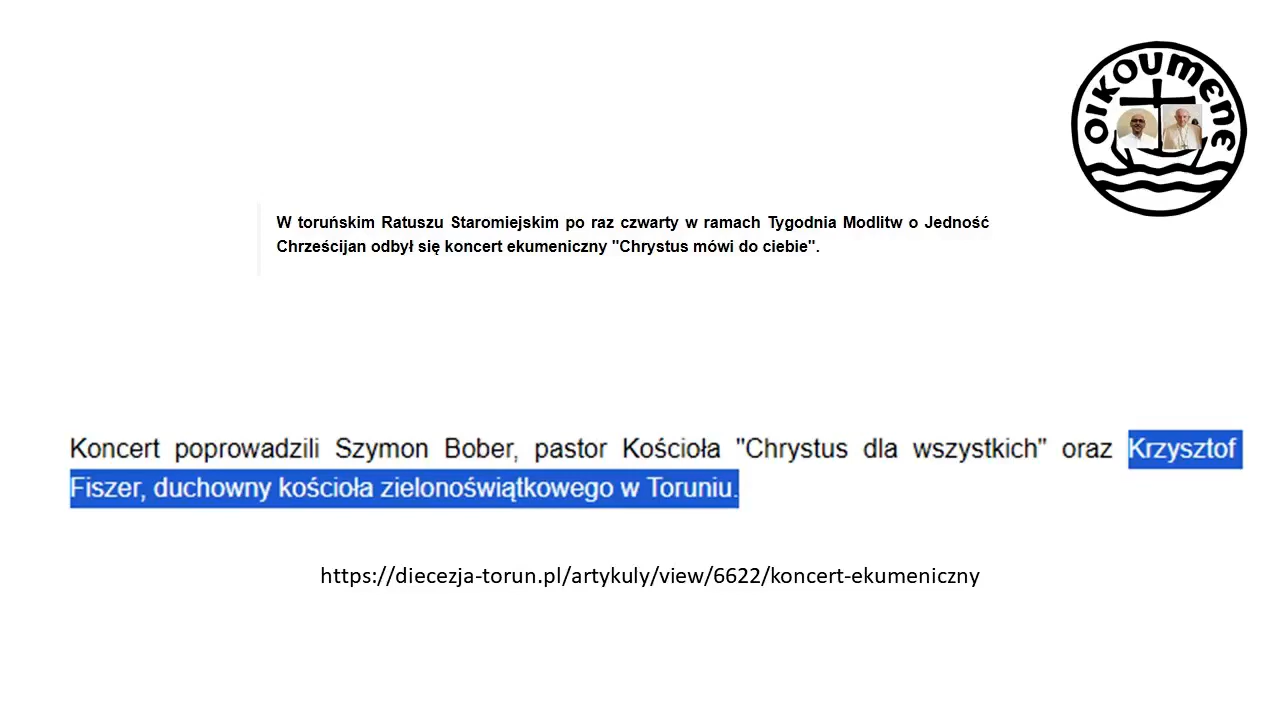 OIKOUMENE
W toruńskim Ratuszu Staromiejskim po raz czwarty w ramach Tygodnia Modlitw o Jedność
Chrześcijan odbył się koncert ekumeniczny "Chrystus mówi do ciebie".
Koncert poprowadzili Szymon Bober, pastor Kościoła "Chrystus dla wszystkich" oraz Krzysztof
Fiszer, duchowny kościoła zielonoświątkowego w Toruniu.
https://diecezja-torun.pl/artykuly/view/6622/koncert-ekumeniczny